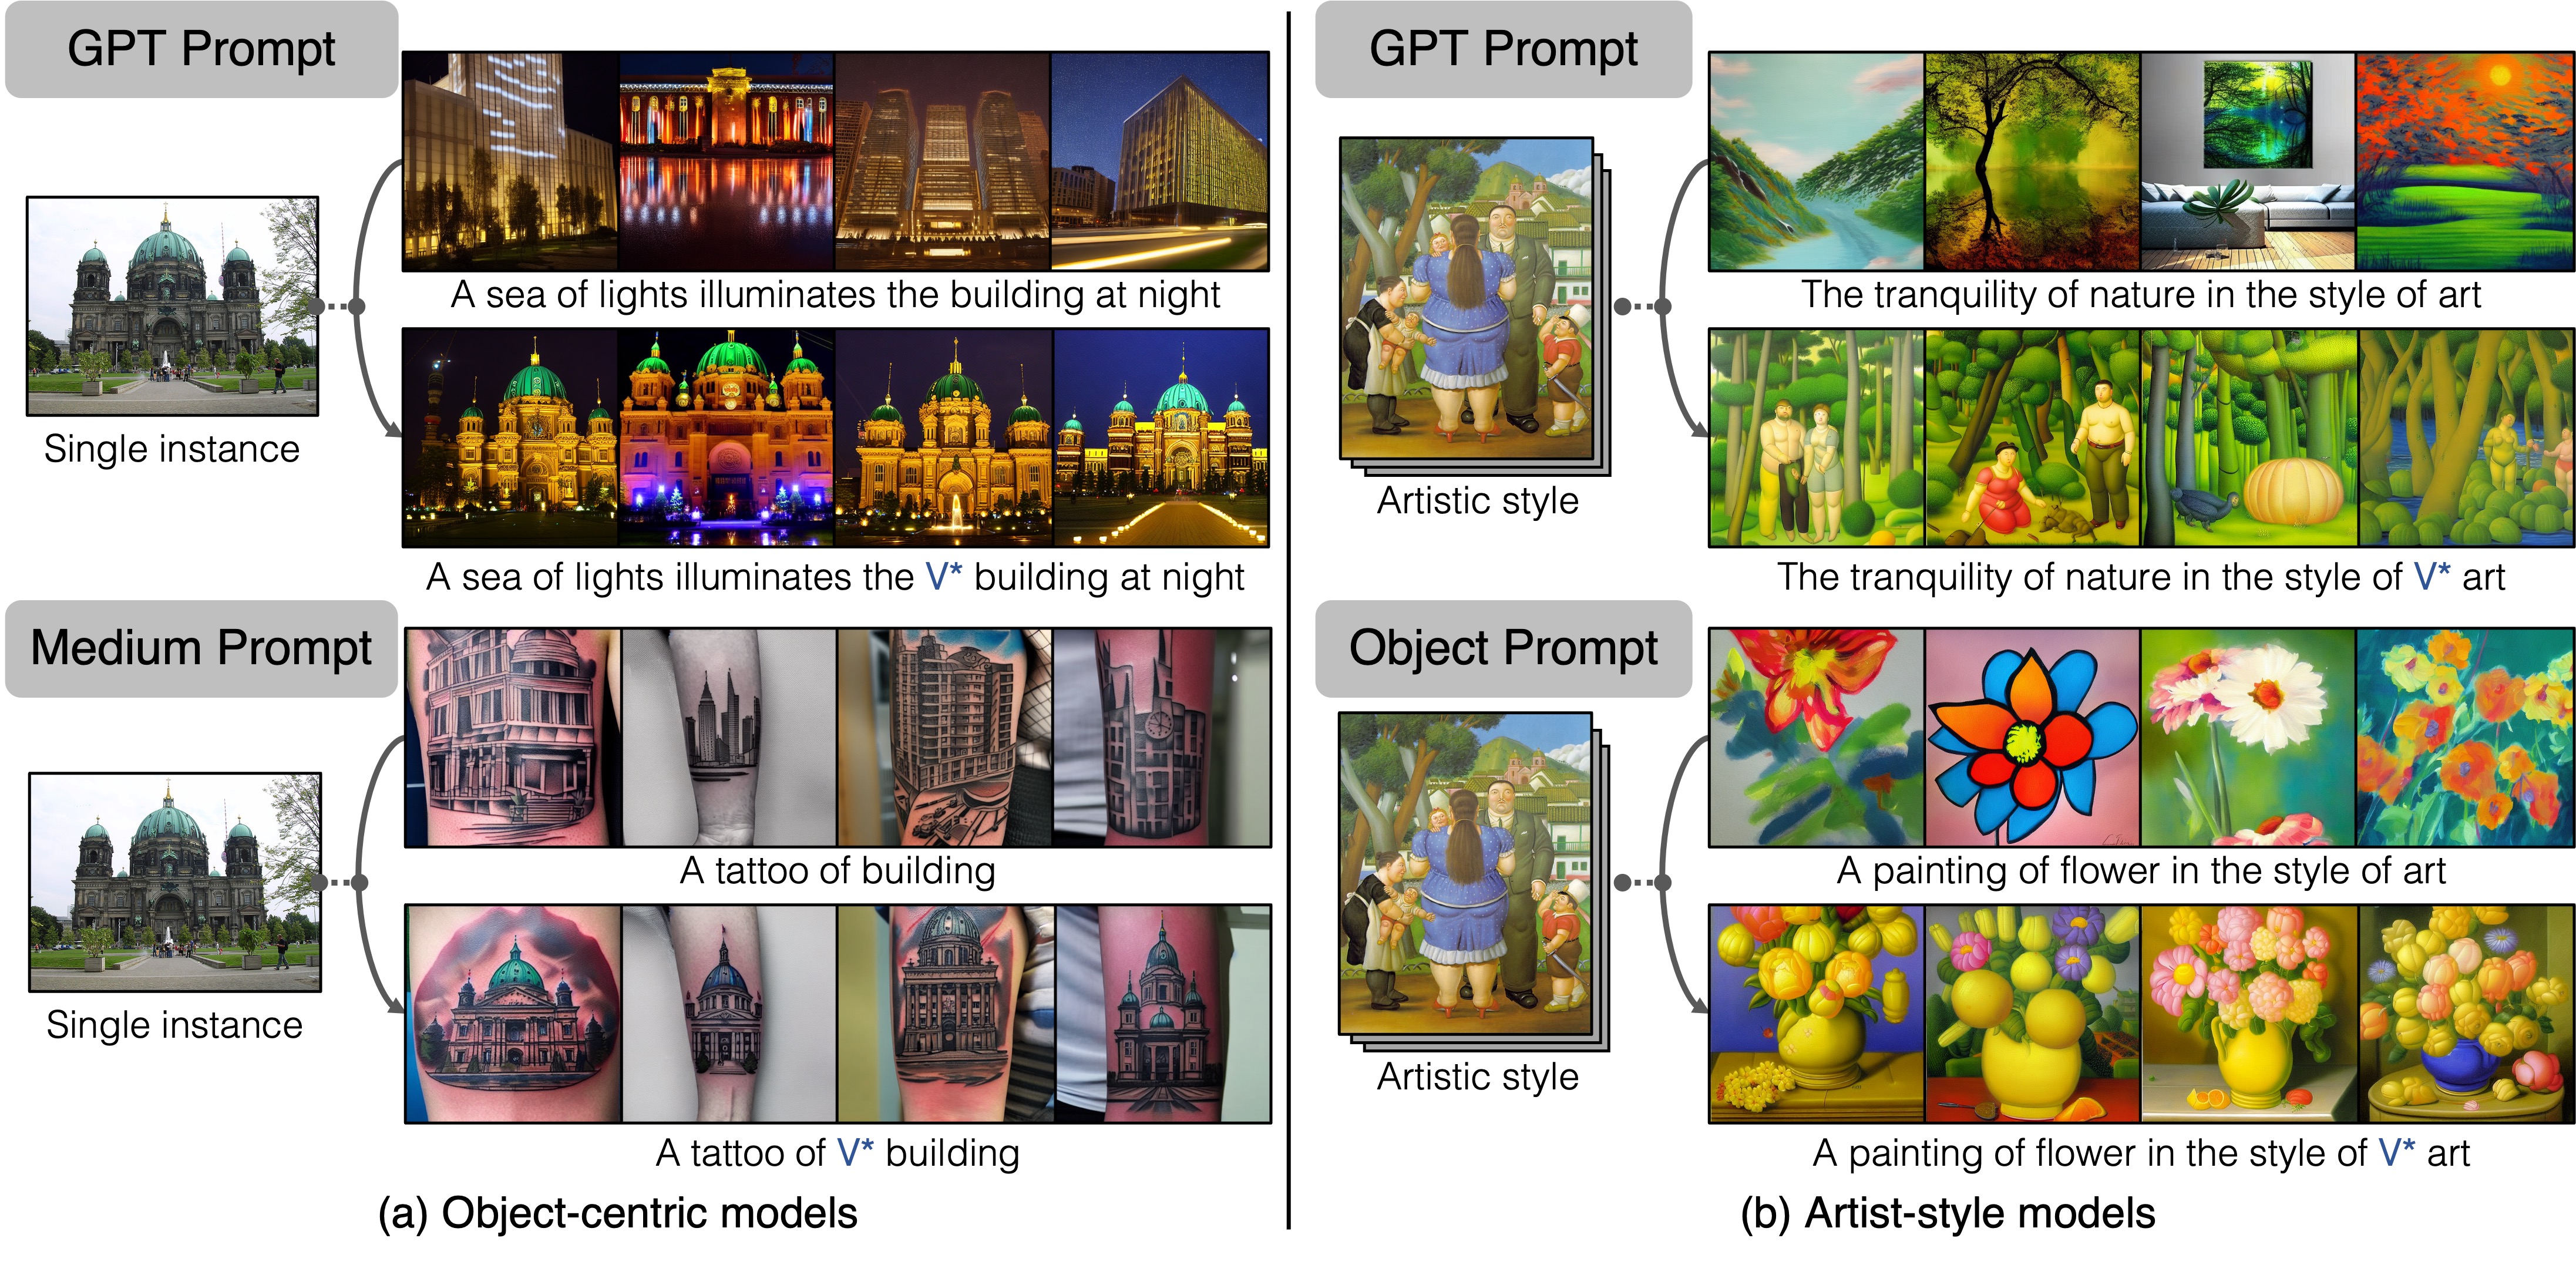 GPT Prompt
A sea of lights illuminates the building at night
Single instance
A sea of lights illuminates the V* building at night
Medium Prompt
A tattoo of building
Single instance
A tattoo of V* building
(a) Object-centric models
GPT Prompt
The tranquility of nature in the style of art
Artistic style
The tranquility of nature in the style of V* art
Object Prompt
A painting of flower in the style of art
Artistic style
A painting of flower in the style of V* art
(b) Artist-style models